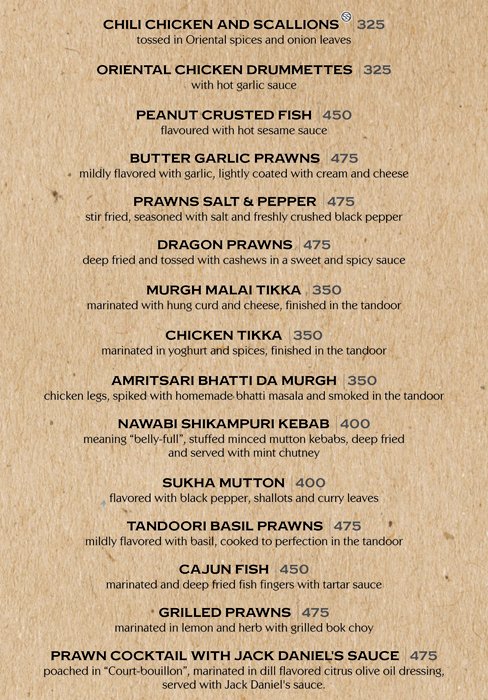 CHILI CHICKEN AND SCALLIONS 325
tossed in Oriental spices and onion leaves
ORIENTAL CHICKEN DRUMMETTES | 325
with hot garlic sauce
PEANUT CRUSTED FISH | 450
flavoured with hot sesame sauce
BUTTER GARLIC PRAWNS | 475
mildly flavored with garlic, lightly coated with cream and cheese
PRAWNS SALT & PEPPER | 475
stir fried, seasoned with salt and freshly crushed black pepper
DRAGON PRAWNS | 475
deep fried and tossed with cashews in a sweet and spicy sauce
MURGH MALAI TIKKA | 350
marinated with hung curd and cheese, finished in the tandoor
CHICKEN TIKKA | 350
marinated in yoghurt and spices, finished in the tandoor
AMRITSARI BHATTI DA MURGH | 350
chicken legs, spiked with homemade bhatti masala and smoked in the tandoor
NAWABI SHIKAMPURI KEBAB | 400
meaning "belly-full", stuffed minced mutton kebabs, deep fried
and served with mint chutney
SUKHA MUTTON | 400
flavored with black pepper, shallots and curry leaves
TANDOORI BASIL PRAWNS | 475
mildly flavored with basil, cooked to perfection in the tandoor
CAJUN FISH | 450
marinated and deep fried fish fingers with tartar sauce
GRILLED PRAWNS | 475
marinated in lemon and herb with grilled bok choy
PRAWN COCKTAIL WITH JACK DANIEL'S SAUCE | 475
poached in "Court-bouillon", marinated in dill flavored citrus olive oil dressing,
served with Jack Daniel's sauce.